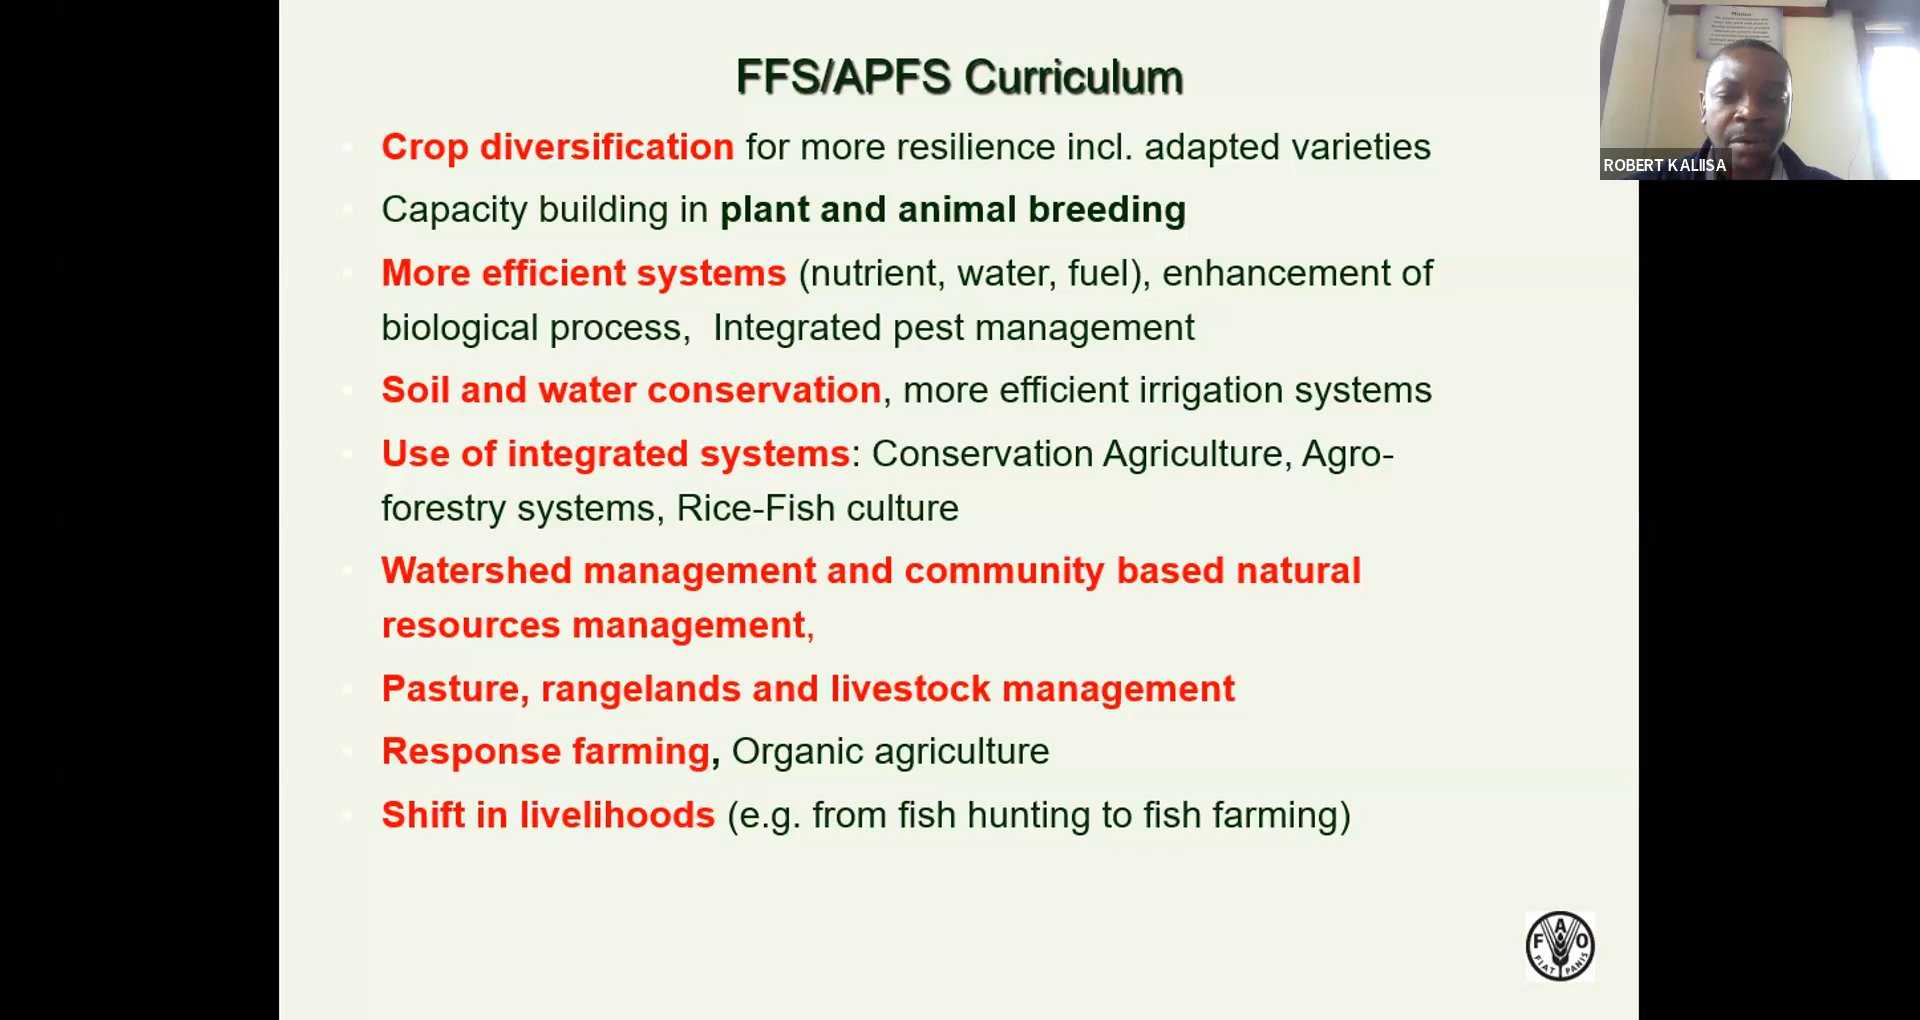 FFS/APFS Curriculum
Crop diversification for more resilience incl. adapted varieties
Capacity building in plant and animal breeding
More efficient systems (nutrient, water, fuel), enhancement of
biological process, Integrated pest management
Soil and water conservation, more efficient irrigation systems
Use of integrated systems: Conservation Agriculture, Agro-
forestry systems, Rice-Fish culture
Watershed management and community based natural
resources management,
Pasture, rangelands and livestock management
Response farming, Organic agriculture
Shift in livelihoods (e.g. from fish hunting to fish farming)
Mission
ROBERT KALIISA
FAO
FIAT PANIS